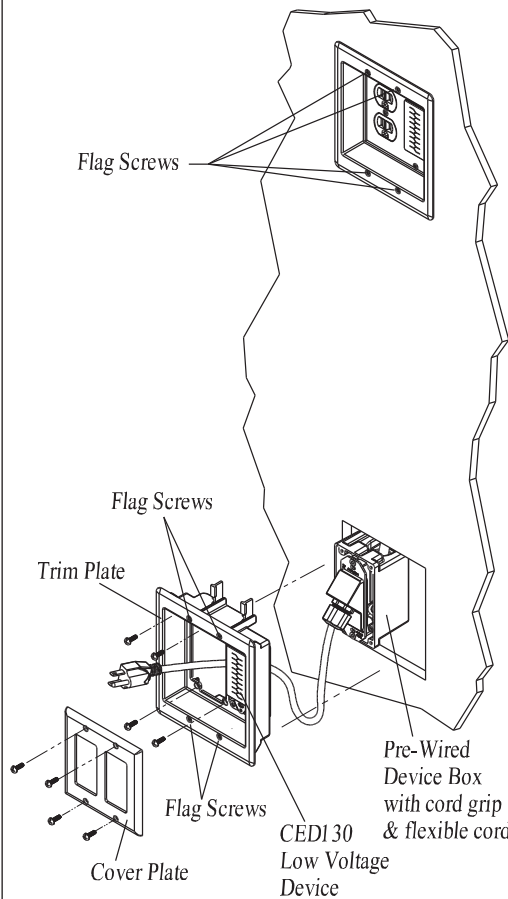 Flag Screws
Flag Screws
Trim Plate
Flag Screws
Cover Plate
CED130
Low Voltage
Device
Pre-Wired
Device Box
with cord grip
& flexible cord